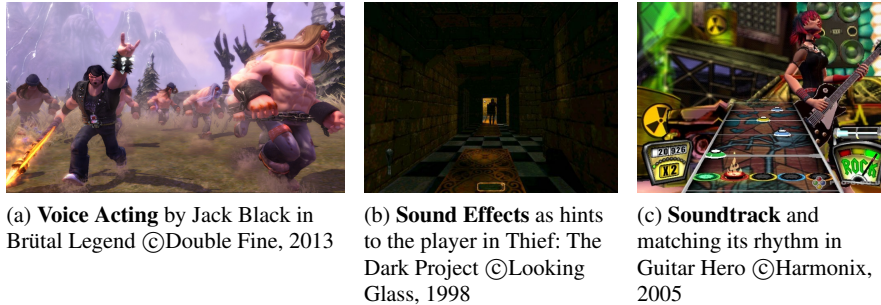 20,926
X2
ROCK
(a) Voice Acting by Jack Black in
Brütal Legend ©Double Fine, 2013
(b) Sound Effects as hints
to the player in Thief: The
Dark Project ©Looking
Glass, 1998
(c) Soundtrack and
matching its rhythm in
Guitar Hero ©Harmonix,
2005